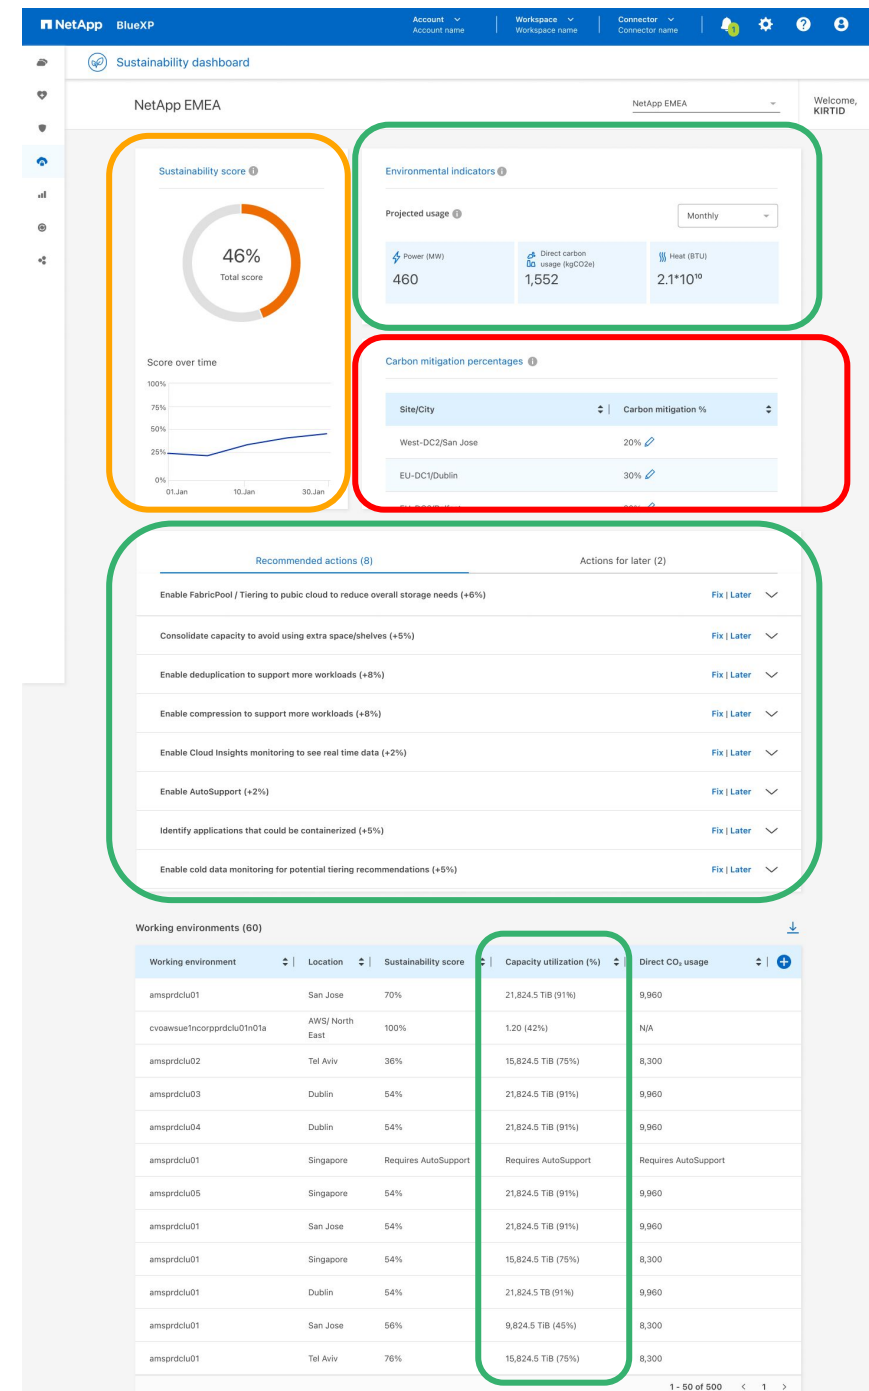 NetApp BlueXP
Account
Account name
Workspace
Workspace name
Connector
Connector name
1
Sustainability dashboard
NetApp EMEA
NetApp EMEA
Welcome,
KIRTID
Sustainability score
46%
Total score
Score over time
100%
75%
50%
25%
0%
01.Jan 10.Jan 30.Jan
Environmental indicators
Projected usage
Monthly
Power (MW)
460
Direct carbon
usage (kgCO2e)
1,552
Heat (BTU)
2.1*10¹⁰
Carbon mitigation percentages
Site/City Carbon mitigation %
West-DC2/San Jose 20%
EU-DC1/Dublin 30%
Recommended actions (8) Actions for later (2)
Enable FabricPool / Tiering to pubic cloud to reduce overall storage needs (+6%) Fix | Later
Consolidate capacity to avoid using extra space/shelves (+5%) Fix | Later
Enable deduplication to support more workloads (+8%) Fix | Later
Enable compression to support more workloads (+8%) Fix | Later
Enable Cloud Insights monitoring to see real time data (+2%) Fix | Later
Enable AutoSupport (+2%) Fix | Later
Identify applications that could be containerized (+5%) Fix | Later
Enable cold data monitoring for potential tiering recommendations (+5%) Fix | Later
Working environments (60)
Working environment Location Sustainability score Capacity utilization (%) Direct CO₂ usage
amsprdclu01 San Jose 70% 21,824.5 TiB (91%) 9,960
cvoawsue1ncorpprdclu01n01a AWS/ North East 100% 1.20 (42%) N/A
amsprdclu02 Tel Aviv 36% 15,824.5 TiB (75%) 8,300
amsprdclu03 Dublin 54% 21,824.5 TiB (91%) 9,960
amsprdclu04 Dublin 54% 21,824.5 TiB (91%) 9,960
amsprdclu01 Singapore Requires AutoSupport Requires AutoSupport Requires AutoSupport
amsprdclu05 Singapore 54% 21,824.5 TiB (91%) 9,960
amsprdclu01 San Jose 54% 21,824.5 TiB (91%) 9,960
amsprdclu01 Singapore 54% 15,824.5 TiB (75%) 8,300
amsprdclu01 Dublin 54% 21,824.5 TB (91%) 9,960
amsprdclu01 San Jose 56% 9,824.5 TiB (45%) 8,300
amsprdclu01 Tel Aviv 76% 15,824.5 TiB (75%) 8,300
1 - 50 of 500 < 1 >